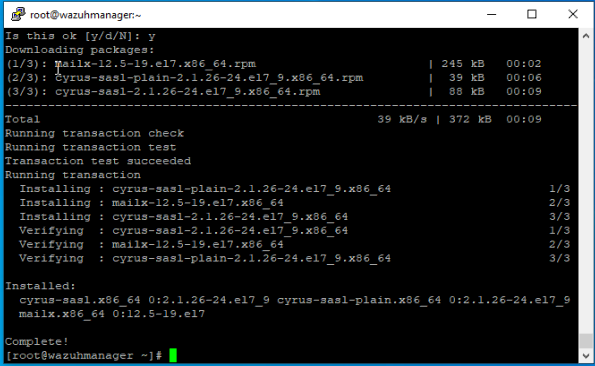 root@wazuhmanager:~
Is this ok [y/d/N]: y
Downloading packages:
(1/3): mailx-12.5-19.el7.x86_64.rpm | 245 kB 00:02
(2/3): cyrus-sasl-plain-2.1.26-24.el7_9.x86_64.rpm | 39 kB 00:06
(3/3): cyrus-sasl-2.1.26-24.el7_9.x86_64.rpm | 88 kB 00:09
--------------------------------------------------------------------------------
Total 39 kB/s | 372 kB 00:09
Running transaction check
Running transaction test
Transaction test succeeded
Running transaction
Installing : cyrus-sasl-plain-2.1.26-24.el7_9.x86_64 1/3
Installing : mailx-12.5-19.el7.x86_64 2/3
Installing : cyrus-sasl-2.1.26-24.el7_9.x86_64 3/3
Verifying : cyrus-sasl-2.1.26-24.el7_9.x86_64 1/3
Verifying : mailx-12.5-19.el7.x86_64 2/3
Verifying : cyrus-sasl-plain-2.1.26-24.el7_9.x86_64 3/3
Installed:
cyrus-sasl.x86_64 0:2.1.26-24.el7_9 cyrus-sasl-plain.x86_64 0:2.1.26-24.el7_9
mailx.x86_64 0:12.5-19.el7
Complete!
[root@wazuhmanager ~]#